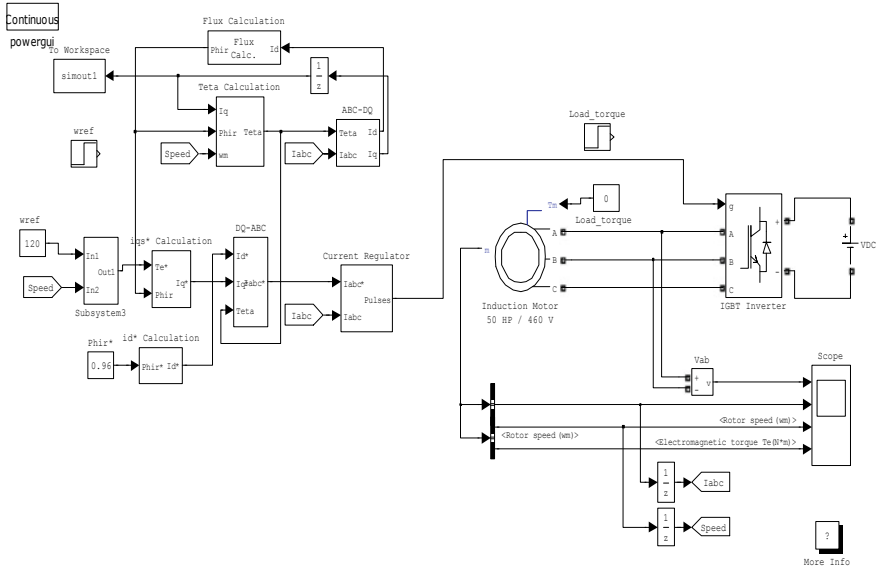 Continuous
powergui
To Workspace
simout1
Flux Calculation
Phir
Flux
Calc.
Id
1
z
Teta Calculation
Iq
Phir
wm
Teta
Speed
ABC-DQ
Teta
Iabc
Id
Iq
Iabc
wref
Load_torque
wref
120
Speed
In1
In2
Out1
Subsystem3
iqs* Calculation
Te*
Phir
Iq*
DQ-ABC
Id*
Iq*
Iabc*
Teta
Current Regulator
Iabc*
Iabc
Pulses
Iabc
Phir*
0.96
id* Calculation
Phir*
Id*
Tm
0
Load_torque
m
A
B
C
Induction Motor
50 HP / 460 V
g
A
B
C
+
−
IGBT Inverter
+
VDC
Vab
+
−
v
Scope
<Rotor speed (wm)>
<Rotor speed (wm)>
<Electromagnetic torque Te (N*m)>
1
z
Iabc
1
z
Speed
?
More Info